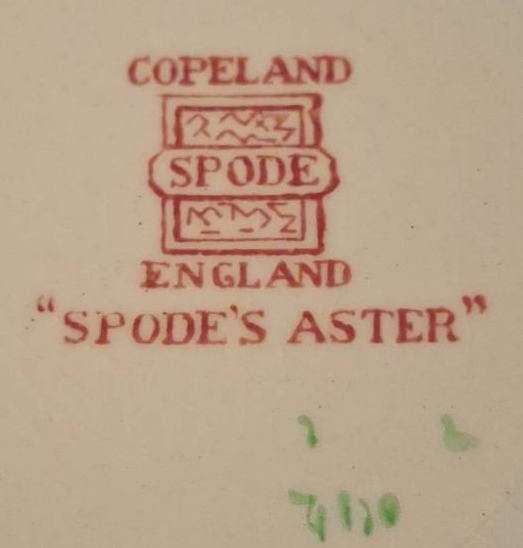 COPELAND
SPODE
ENGLAND
“SPODE'S ASTER”